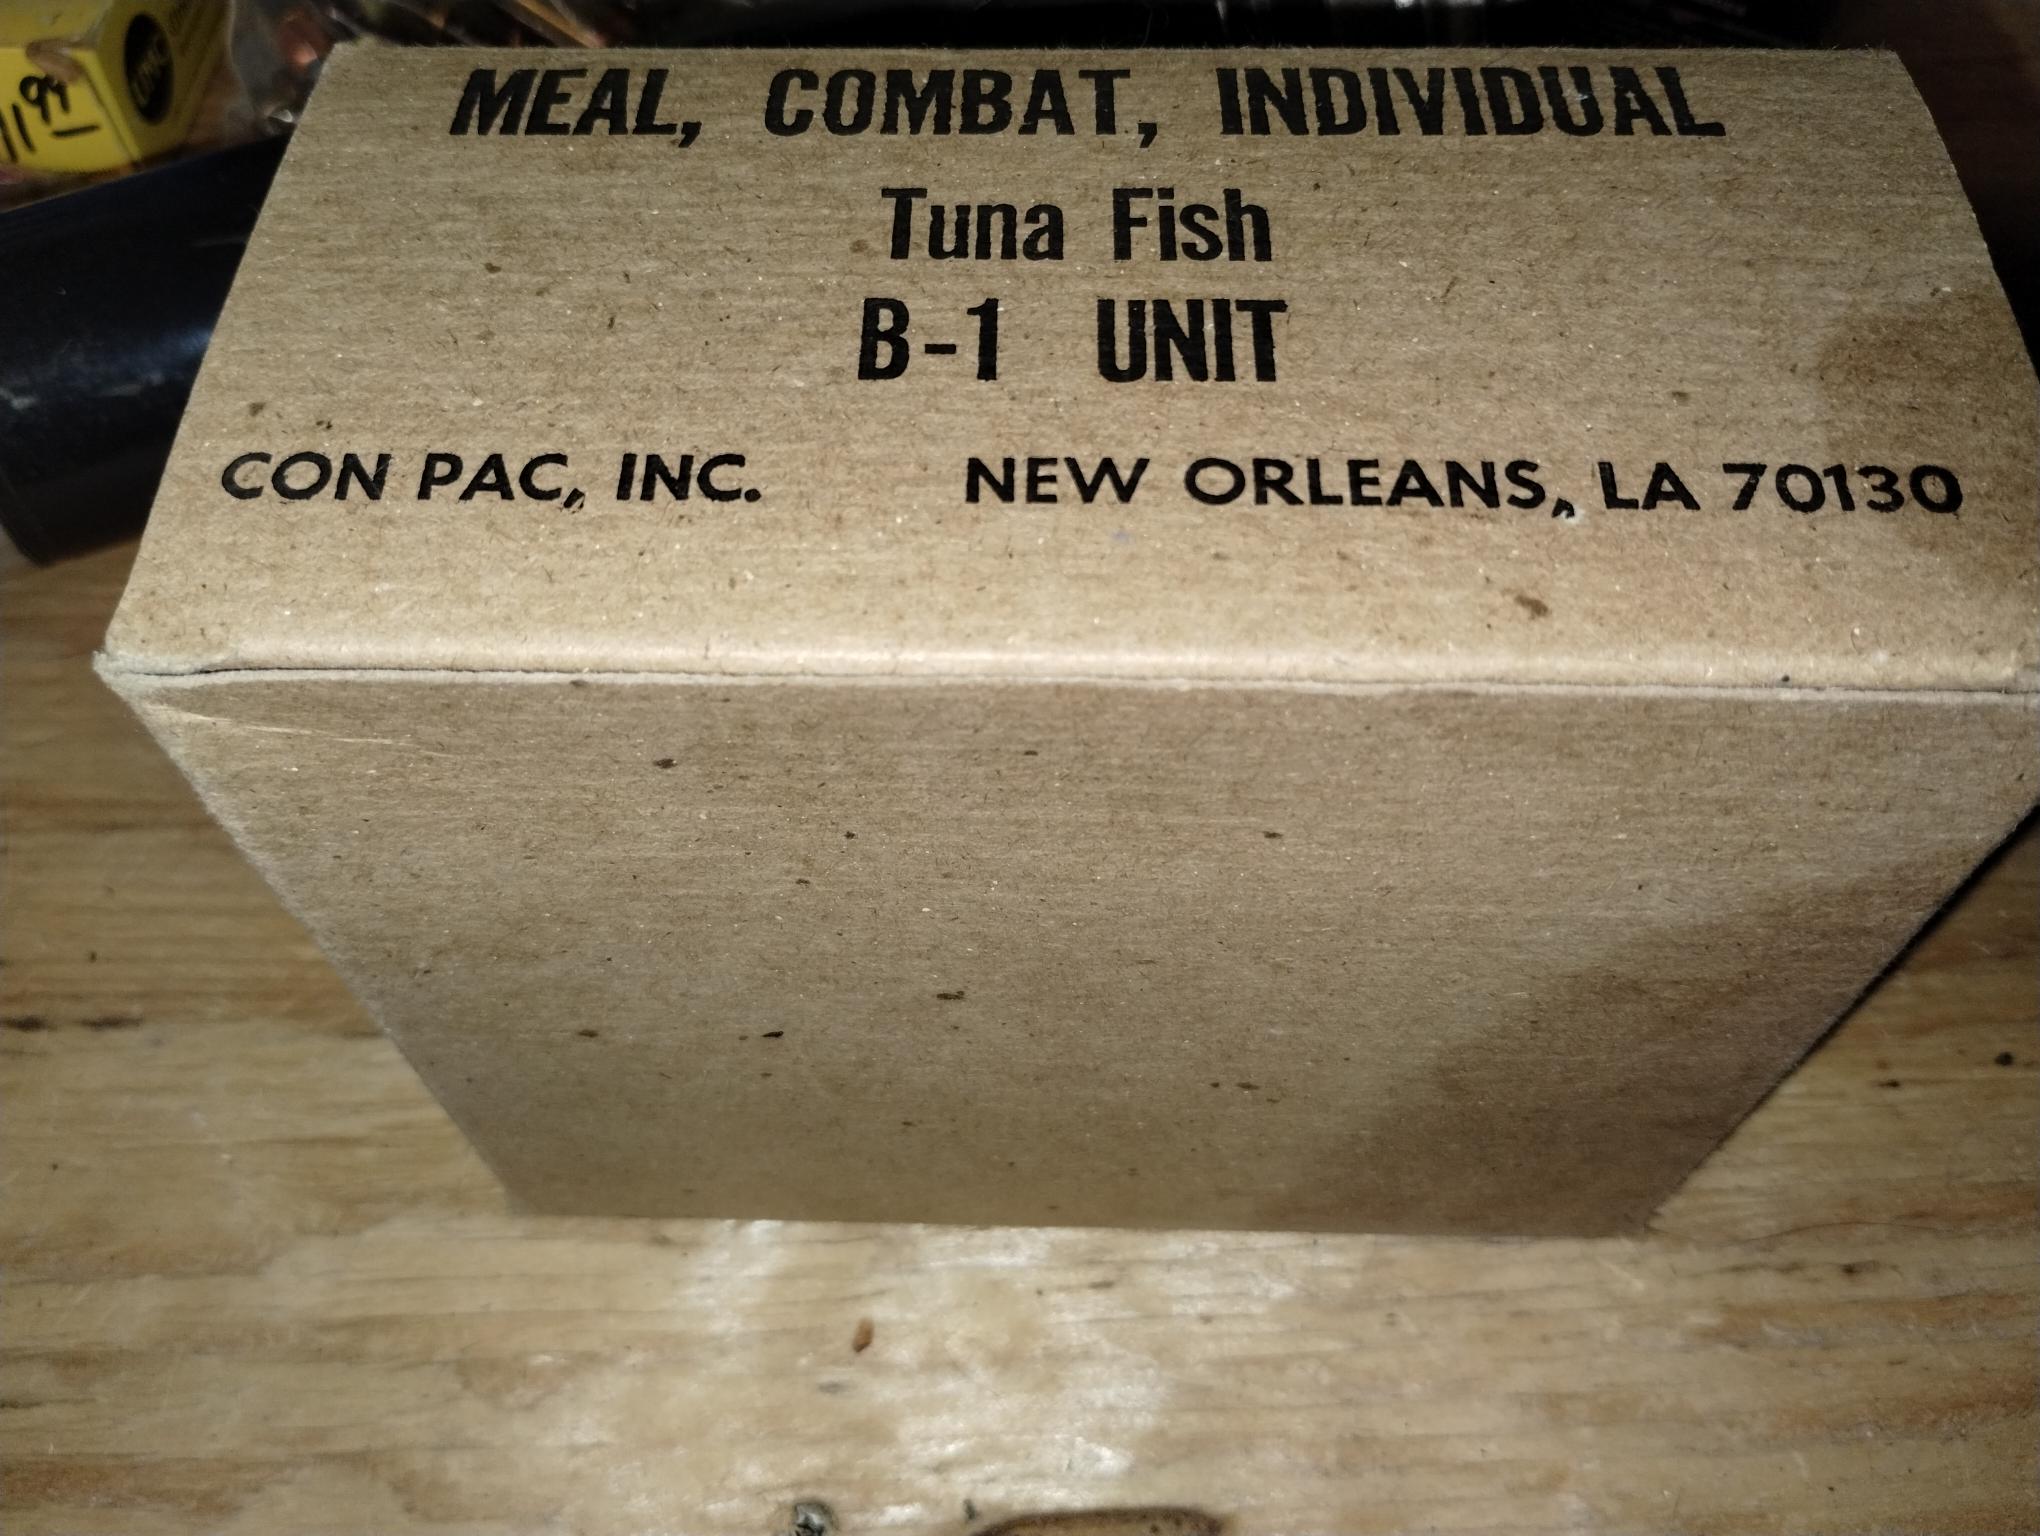 MEAL, COMBAT, INDIVIDUAL
Tuna Fish
B-1 UNIT
CON PAC, INC. NEW ORLEANS, LA 70130